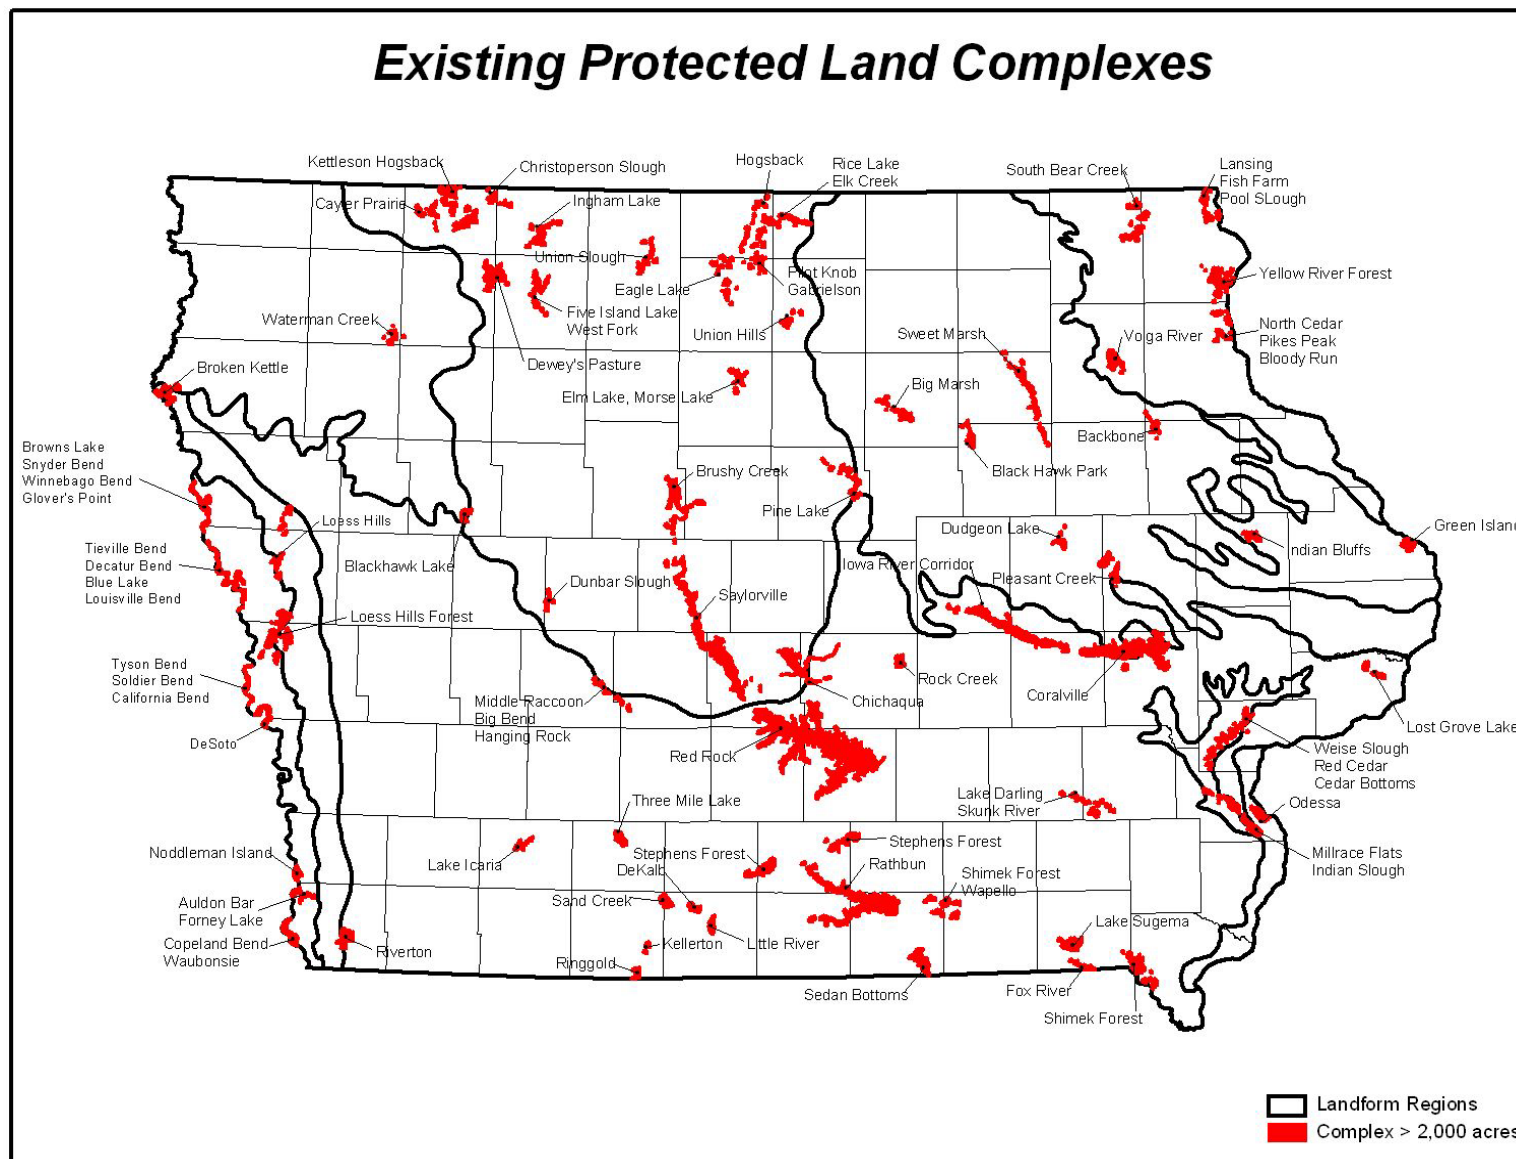 Existing Protected Land Complexes
Kettleson Hogsback
Christoperson Slough
Hogsback
Rice Lake
Elk Creek
South Bear Creek
Lansing
Fish Farm
Pool SLough
Cayler Prairie
Ingham Lake
Union Slough
Eagle Lake
Pilot Knob
Gabrielson
Yellow River Forest
Five Island Lake
West Fork
Waterman Creek
Union Hills
Sweet Marsh
Voga River
North Cedar
Pikes Peak
Bloody Run
Dewey's Pasture
Broken Kettle
Elm Lake, Morse Lake
Big Marsh
Backbone
Browns Lake
Snyder Bend
Winnebago Bend
Glover's Point
Brushy Creek
Black Hawk Park
Pine Lake
Loess Hills
Dudgeon Lake
Green Island
Indian Bluffs
Tieville Bend
Decatur Bend
Blue Lake
Louisville Bend
Blackhawk Lake
Iowa River Corridor
Pleasant Creek
Dunbar Slough
Saylorville
Loess Hills Forest
Tyson Bend
Soldier Bend
California Bend
Rock Creek
Coralville
Middle Raccoon
Big Bend
Hanging Rock
Chichaqua
Lost Grove Lake
DeSoto
Red Rock
Weise Slough
Red Cedar
Cedar Bottoms
Three Mile Lake
Lake Darling
Skunk River
Odessa
Noddleman Island
Lake Icaria
Stephens Forest
DeKalb
Stephens Forest
Rathbun
Millrace Flats
Indian Slough
Shimek Forest
Wapello
Auldon Bar
Forney Lake
Sand Creek
Lake Sugema
Copeland Bend
Waubonsie
Riverton
Kellerton
Little River
Ringgold
Sedan Bottoms
Fox River
Shimek Forest
Landform Regions
Complex > 2,000 acres